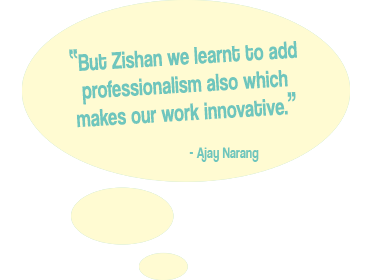 "But Zishan we learnt to add
professionalism also which
makes our work innovative."
- Ajay Narang